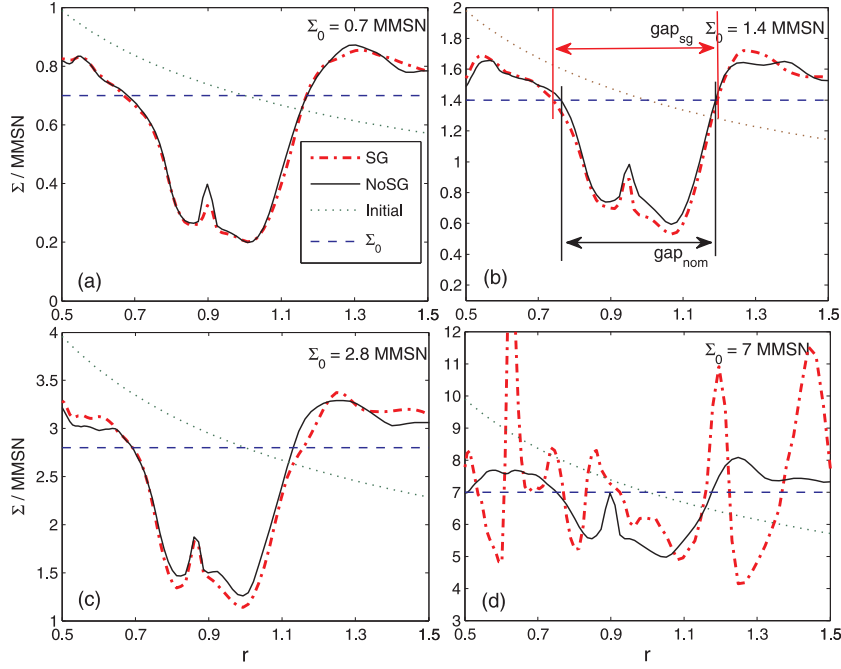 Σ₀ = 0.7 MMSN
1
0.8
0.6
0.4
0.2
0
Σ / MMSN
SG
NoSG
Initial
Σ₀
(a)
0.5 0.7 0.9 1.1 1.3 1.5
gap_sg
Σ₀ = 1.4 MMSN
2
1.8
1.6
1.4
1.2
1
0.8
0.6
0.4
0.2
gap_nom
(b)
0.5 0.7 0.9 1.1 1.3 1.5
Σ₀ = 2.8 MMSN
4
3.5
3
2.5
2
1.5
1
Σ / MMSN
(c)
0.5 0.7 0.9 1.1 1.3 1.5
r
Σ₀ = 7 MMSN
12
11
10
9
8
7
6
5
4
3
(d)
0.5 0.7 0.9 1.1 1.3 1.5
r